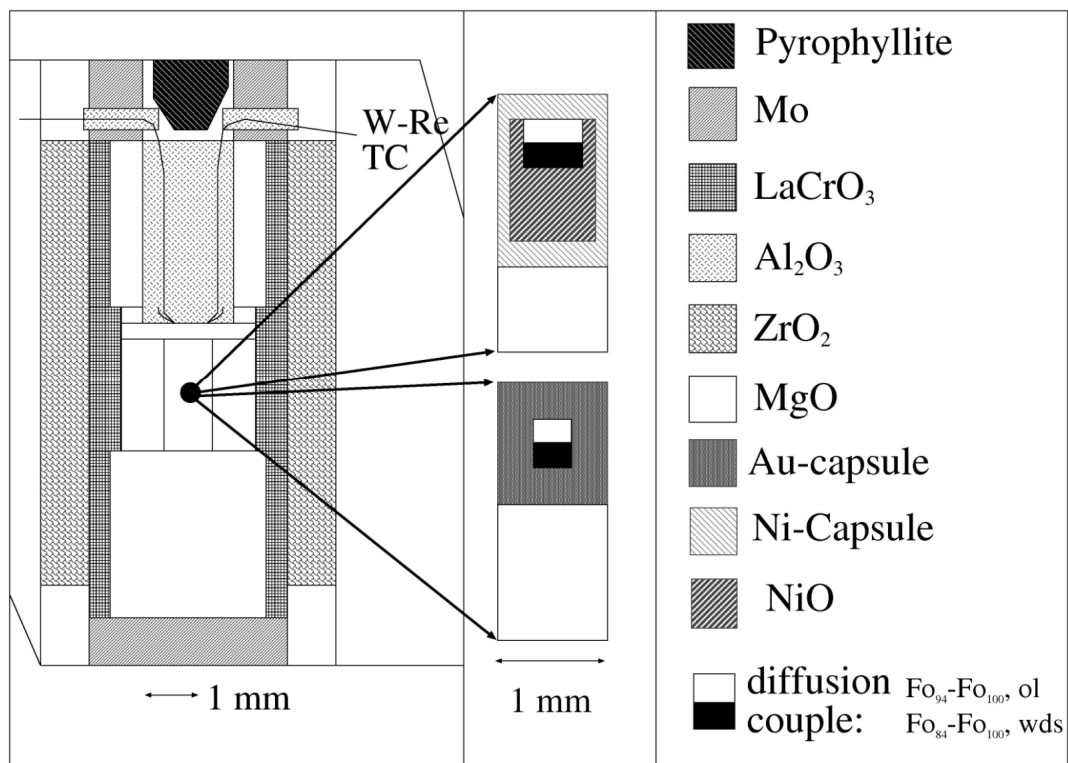 W-Re
TC
1 mm
1 mm
Pyrophyllite
Mo
LaCrO₃
Al₂O₃
ZrO₂
MgO
Au-capsule
Ni-Capsule
NiO
diffusion Fo₉₄-Fo₁₀₀, ol
couple: Fo₈₄-Fo₁₀₀, wds